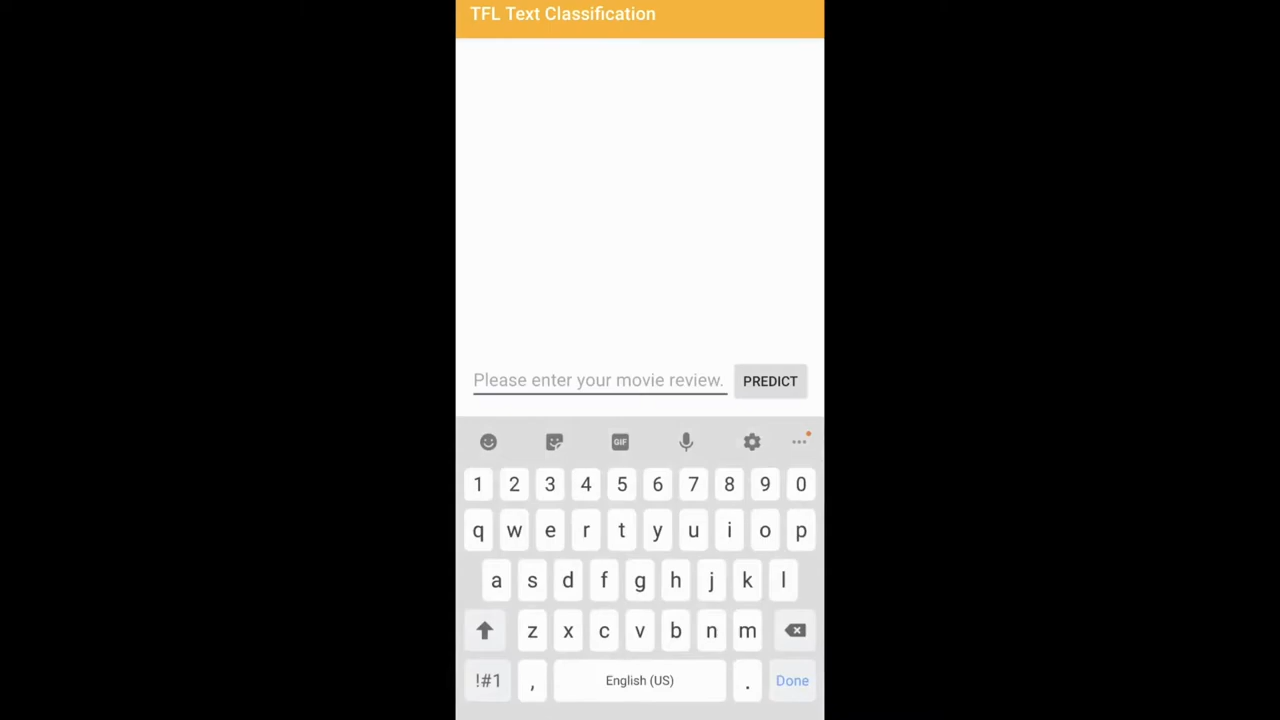 TFL Text Classification
Please enter your movie review.
PREDICT
GIF
1 2 3 4 5 6 7 8 9 0
q w e r t y u i o p
a s d f g h j k l
z x c v b n m
!#1 , English (US) . Done